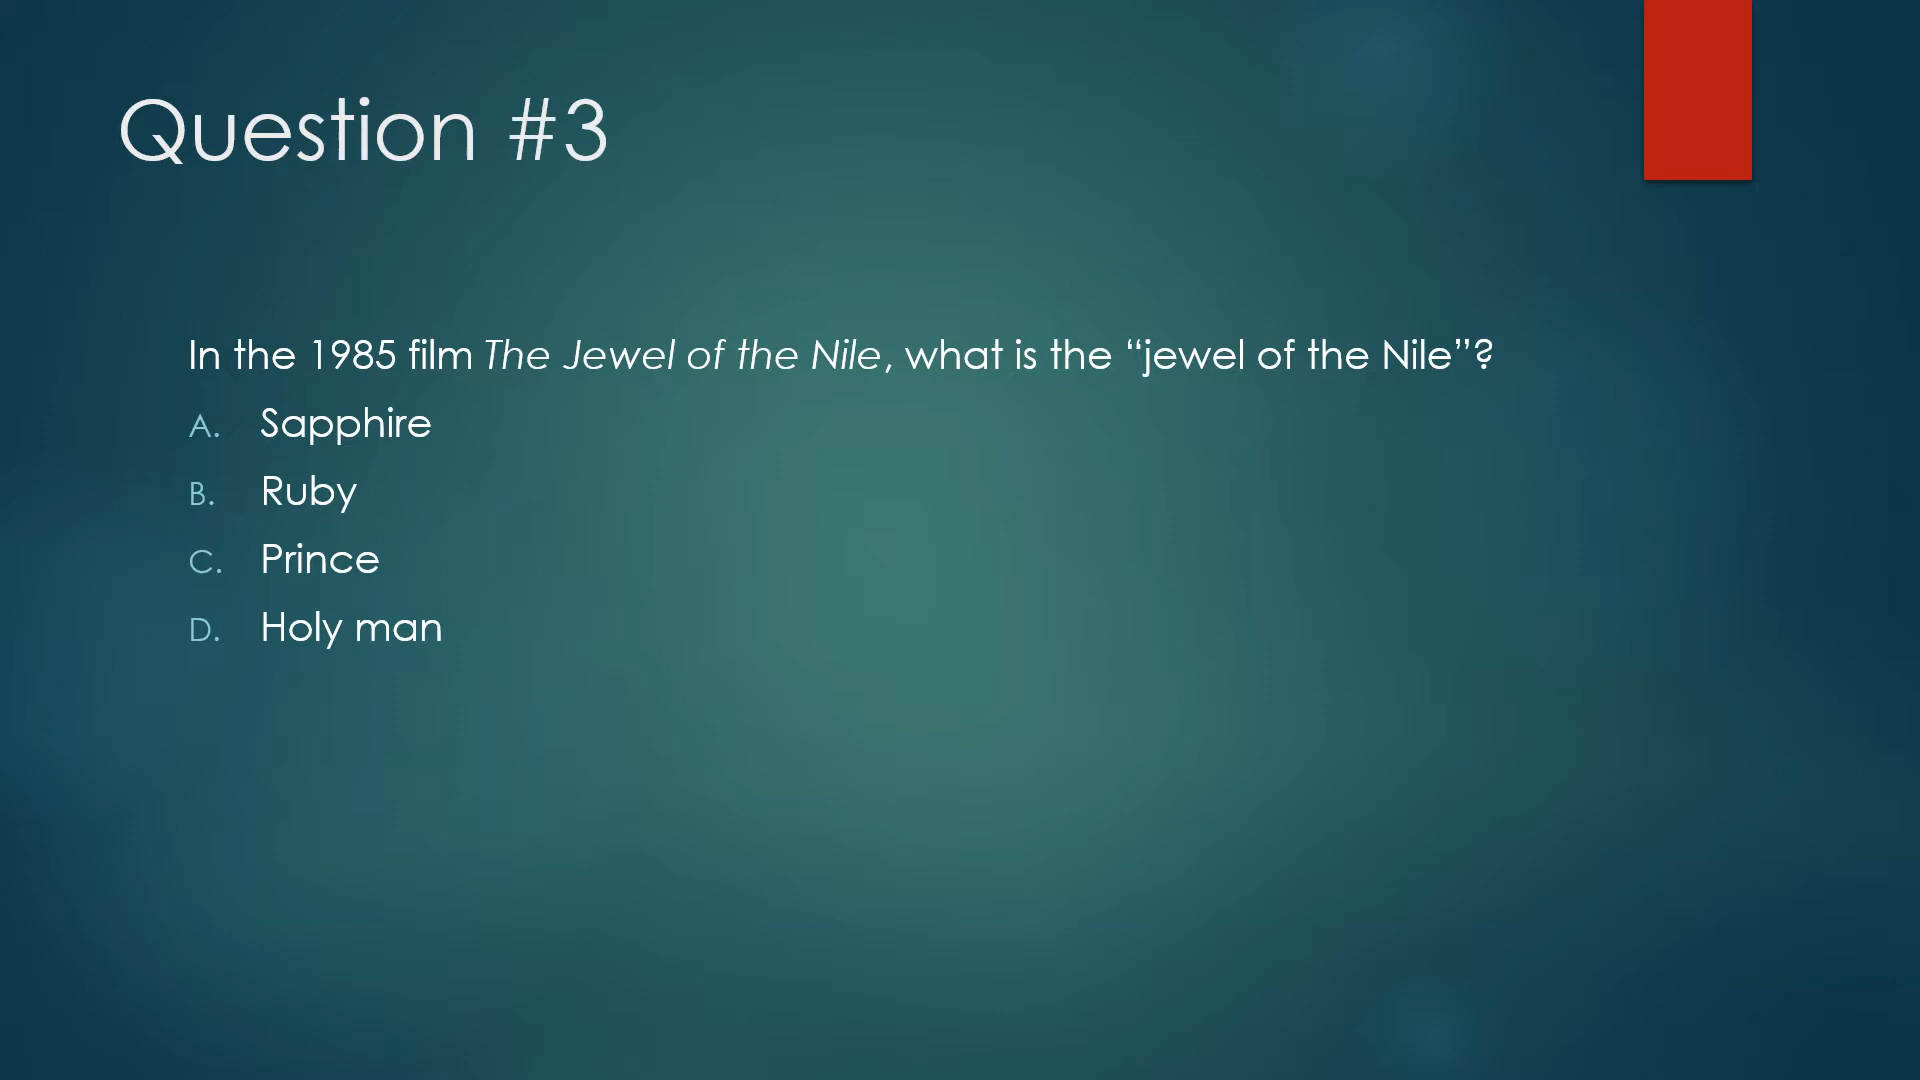 Question #3
In the 1985 film The Jewel of the Nile, what is the “jewel of the Nile”?
A. Sapphire
B. Ruby
C. Prince
D. Holy man